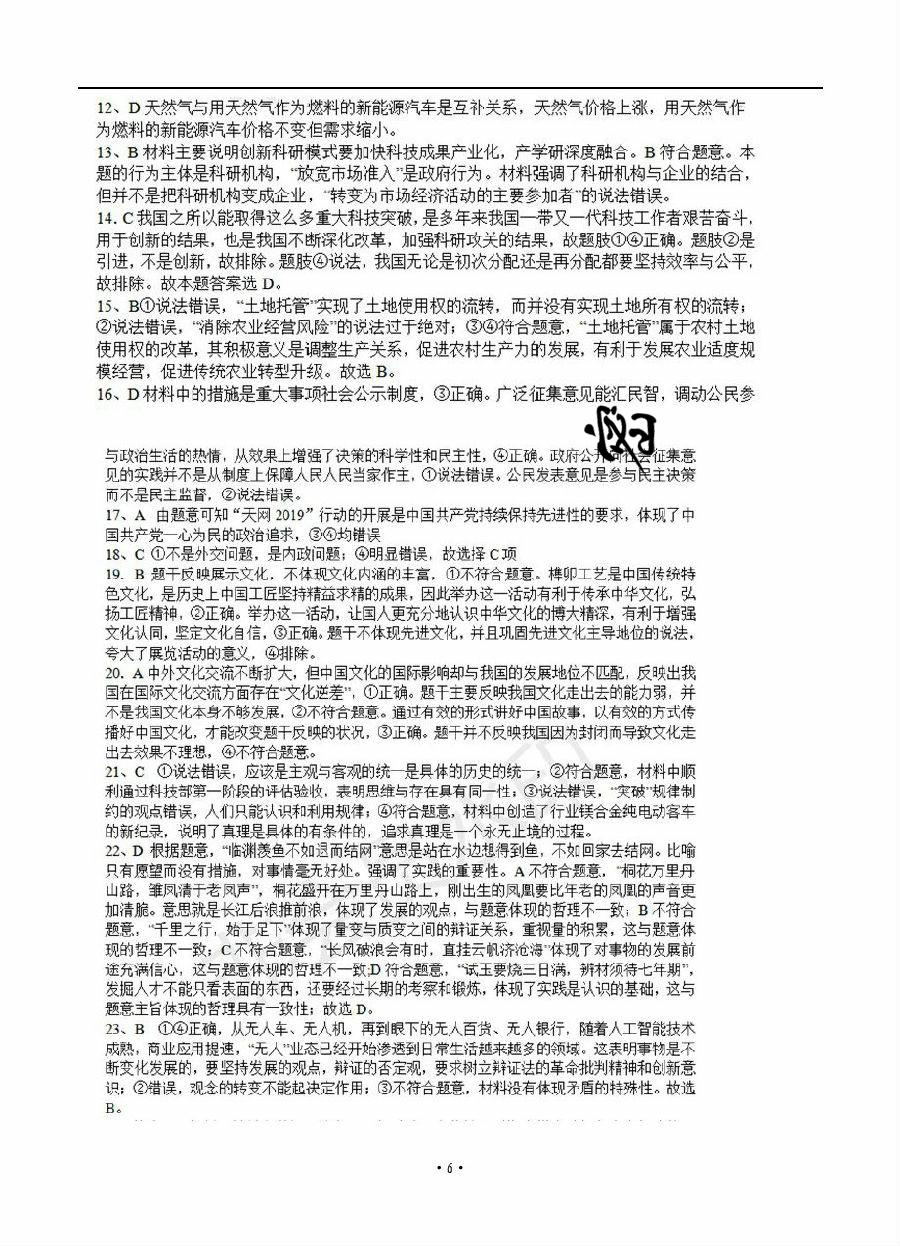 12、D 天然气与用天然气作为燃料的新能源汽车是互补关系，天然气价格上涨，用天然气作
为燃料的新能源汽车价格不变但需求缩小。
13、B 材料主要说明创新科研模式要加快科技成果产业化，产学研深度融合。B 符合题意。本
题的行为主体是科研机构，“放宽市场准入”是政府行为。材料强调了科研机构与企业的结合，
但并不是把科研机构变成企业，“转变为市场经济活动的主要参加者”的说法错误。
14. C 我国之所以能取得这么多重大科技突破，是多年来我国一带又一代科技工作者艰苦奋斗，
用于创新的结果，也是我国不断深化改革，加强科研攻关的结果，故题肢①④正确。题肢②是
引进，不是创新，故排除。题肢④说法，我国无论是初次分配还是再分配都要坚持效率与公平，
故排除。故本题答案选 D。
15、B①说法错误，“土地托管”实现了土地使用权的流转，而并没有实现土地所有权的流转；
②说法错误，“消除农业经营风险”的说法过于绝对；③④符合题意，“土地托管”属于农村土地
使用权的改革，其积极意义是调整生产关系，促进农村生产力的发展，有利于发展农业适度规
模经营，促进传统农业转型升级。故选 B。
16、D 材料中的措施是重大事项社会公示制度，③正确。广泛征集意见能汇民智，调动公民参
与政治生活的热情，从效果上增强了决策的科学性和民主性，④正确。政府公开向社会征集意
见的实践并不是从制度上保障人民人民当家作主，①说法错误。公民发表意见是参与民主决策
而不是民主监督，②说法错误。
17、A 由题意可知“天网 2019”行动的开展是中国共产党持续保持先进性的要求，体现了中
国共产党一心为民的政治追求，③④均错误
18、C ①不是外交问题，是内政问题；④明显错误，故选择 C 项
19. B 题干反映展示文化，不体现文化内涵的丰富，①不符合题意。榫卯工艺是中国传统特
色文化，是历史上中国工匠坚持精益求精的成果，因此举办这一活动有利于传承中华文化，弘
扬工匠精神，②正确。举办这一活动，让国人更充分地认识中华文化的博大精深，有利于增强
文化认同，坚定文化自信，③正确。题干不体现先进文化，并且巩固先进文化主导地位的说法，
夸大了展览活动的意义，④排除。
20. A 中外文化交流不断扩大，但中国文化的国际影响却与我国的发展地位不匹配，反映出我
国在国际文化交流方面存在“文化逆差”，①正确。题干主要反映我国文化走出去的能力弱，并
不是我国文化本身不够发展，②不符合题意。通过有效的形式讲好中国故事，以有效的方式传
播好中国文化，才能改变题干反映的状况，③正确。题干并不反映我国因为封闭而导致文化走
出去效果不理想，④不符合题意。
21、C ①说法错误，应该是主观与客观的统一是具体的历史的统一；②符合题意，材料中顺
利通过科技部第一阶段的评估验收，表明思维与存在具有同一性；③说法错误，“突破”规律制
约的观点错误，人们只能认识和利用规律；④符合题意，材料中创造了行业镁合金纯电动客车
的新纪录，说明了真理是具体的有条件的，追求真理是一个永无止境的过程。
22、D 根据题意，“临渊羡鱼不如退而结网”意思是站在水边想得到鱼，不如回家去结网。比喻
只有愿望而没有措施，对事情毫无好处。强调了实践的重要性。A 不符合题意，“桐花万里丹
山路，雏凤清于老凤声”，桐花盛开在万里丹山路上，刚出生的凤凰要比年老的凤凰的声音更
加清脆。意思就是长江后浪推前浪，体现了发展的观点，与题意体现的哲理不一致；B 不符合
题意，“千里之行，始于足下”体现了量变与质变之间的辩证关系，重视量的积累，这与题意体
现的哲理不一致；C 不符合题意，“长风破浪会有时，直挂云帆济沧海”体现了对事物的发展前
途充满信心，这与题意体现的哲理不一致;D 符合题意，“试玉要烧三日满，辨材须待七年期”，
发掘人才不能只看表面的东西，还要经过长期的考察和锻炼，体现了实践是认识的基础，这与
题意主旨体现的哲理具有一致性；故选 D。
23、B ①④正确，从无人车、无人机，再到眼下的无人百货、无人银行，随着人工智能技术
成熟，商业应用提速，“无人”业态已经开始渗透到日常生活越来越多的领域。这表明事物是不
断变化发展的，要坚持发展的观点，辩证的否定观，要求树立辩证法的革命批判精神和创新意
识；②错误，观念的转变不能起决定作用；③不符合题意，材料没有体现矛盾的特殊性。故选
B。
· 6 ·